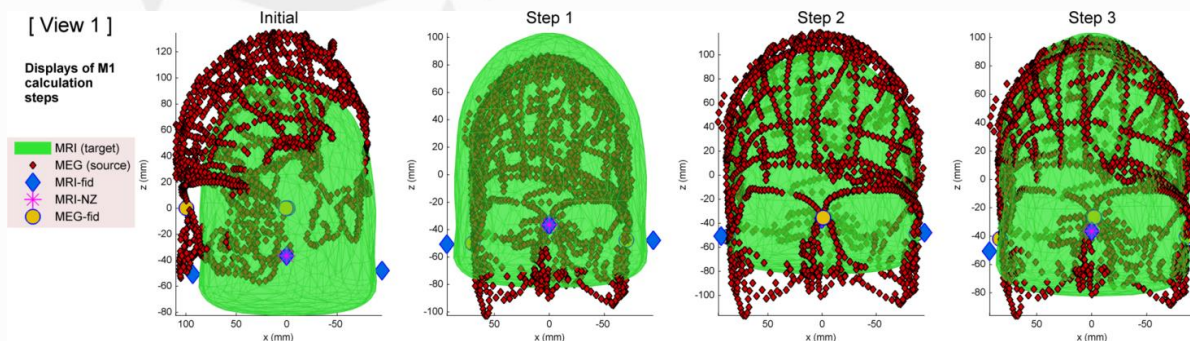 [ View 1 ]
Displays of M1
calculation
steps
MRI (target)
MEG (source)
MRI-fid
MRI-NZ
MEG-fid
Initial
z (mm)
120
100
80
60
40
20
0
-20
-40
-60
-80
100
50
0
-50
x (mm)
Step 1
z (mm)
100
80
60
40
20
0
-20
-40
-60
-80
-100
50
0
-50
x (mm)
Step 2
z (mm)
100
80
60
40
20
0
-20
-40
-60
-80
-100
50
0
-50
x (mm)
Step 3
z (mm)
100
80
60
40
20
0
-20
-40
-60
-80
-100
50
0
-50
x (mm)